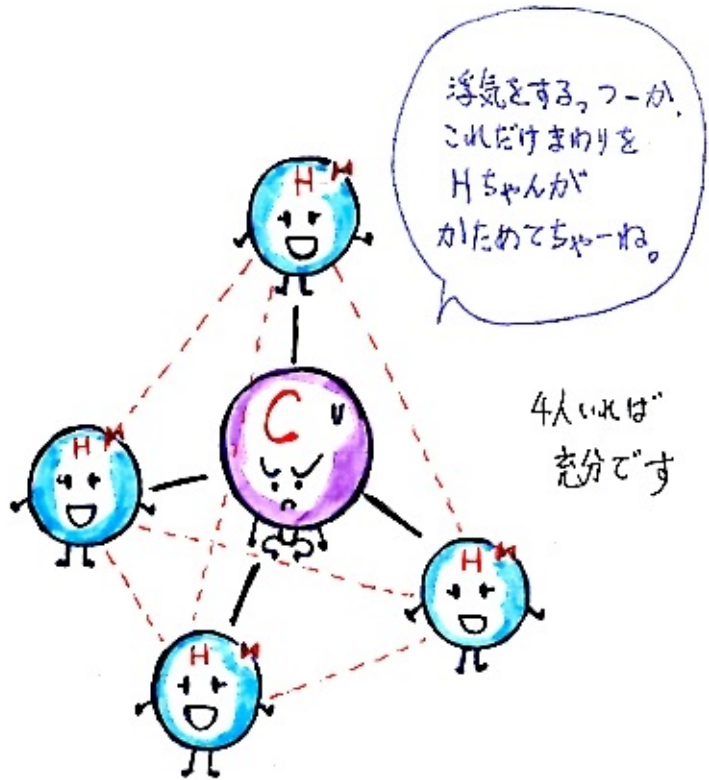 浮気をする。つーか、
これだけまわりを
Hちゃんが
かためてちゃーね。
4人いれば
充分です
H
C
H
H
H